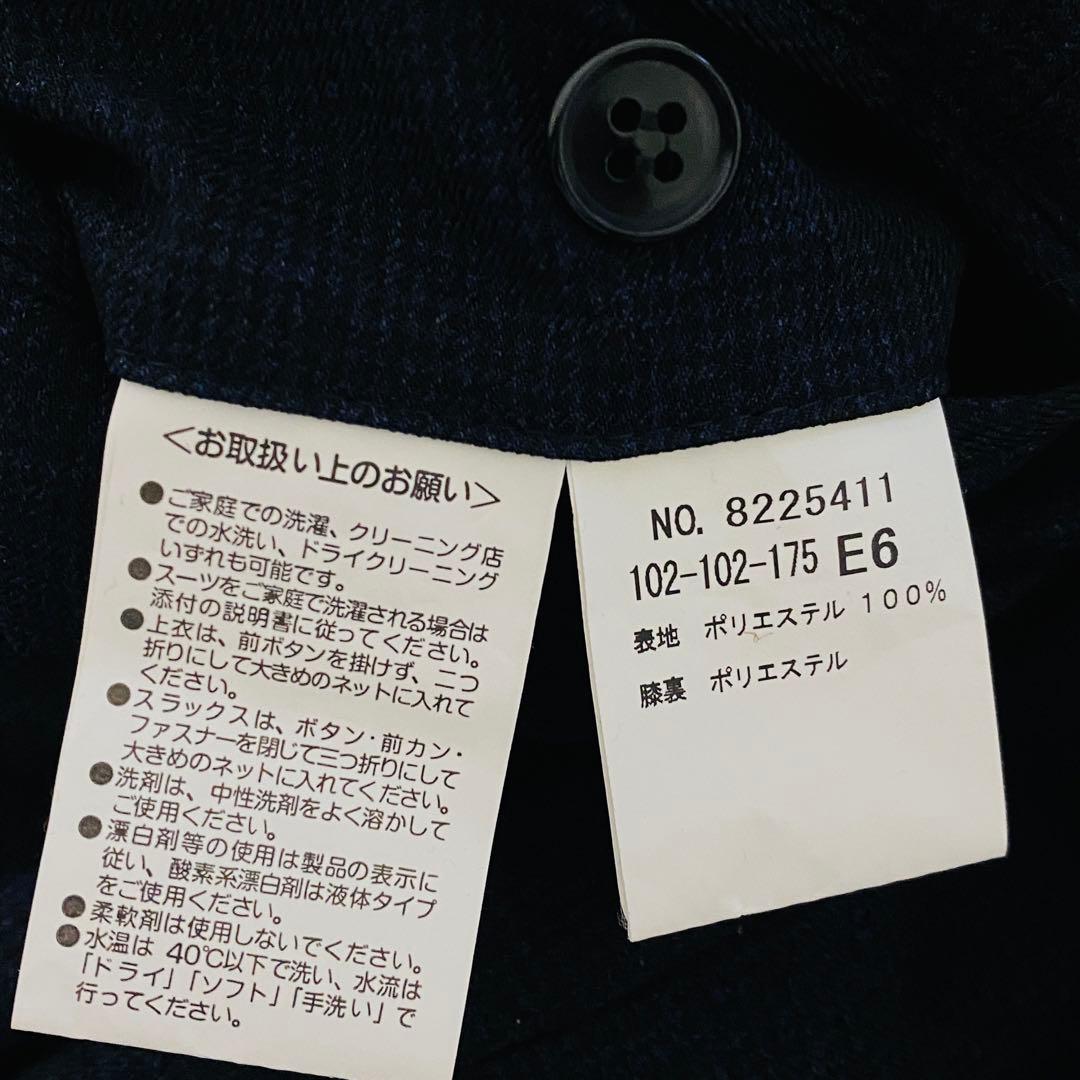 <お取扱い上のお願い>
●ご家庭での洗濯、クリーニング店
での水洗い、ドライクリーニング
いずれも可能です。
●スーツをご家庭で洗濯される場合は
添付の説明書に従ってください。
●上衣は、前ボタンを掛けず、二つ
折りにして大きめのネットに入れて
ください。
●スラックスは、ボタン・前カン・
ファスナーを閉じて三つ折りにして
大きめのネットに入れてください。
●洗剤は、中性洗剤をよく溶かして
ご使用ください。
●漂白剤等の使用は製品の表示に
従い、酸素系漂白剤は液体タイプ
をご使用ください。
●柔軟剤は使用しないでください。
●水温は 40℃以下で洗い、水流は
「ドライ」「ソフト」「手洗い」で
行ってください。
NO. 8225411
102-102-175 E6
表地 ポリエステル 100%
膝裏 ポリエステル